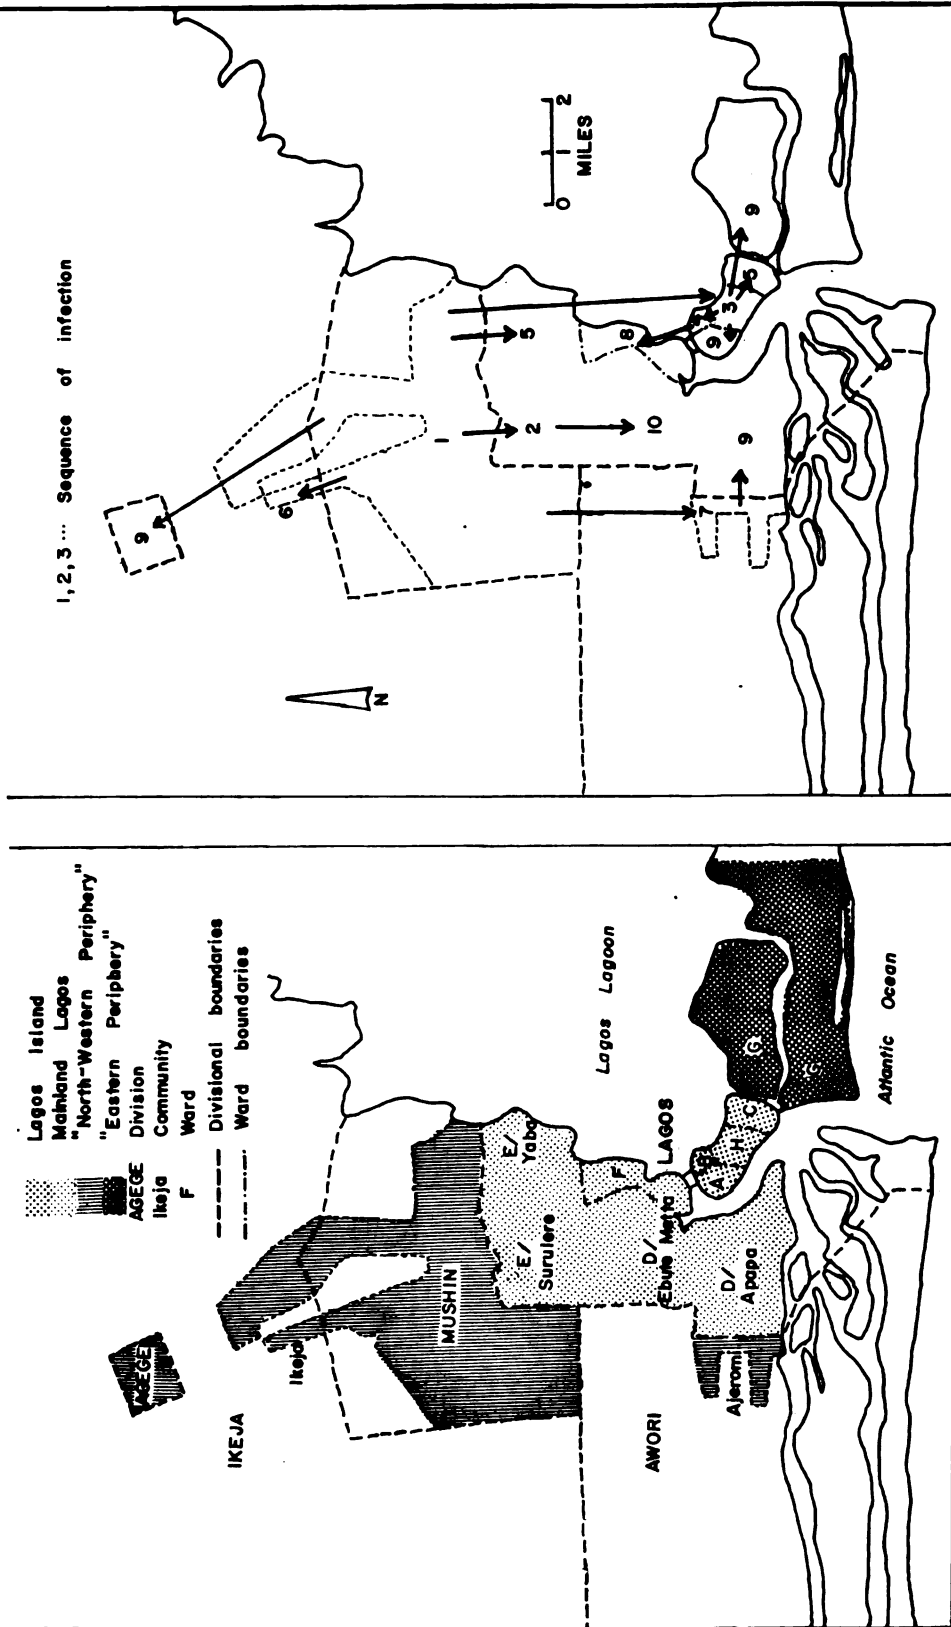 Lagos Island
Mainland Lagos
"North-Western Periphery"
"Eastern Periphery"
AGEGE Division
Ikeja Community
F Ward
Divisional boundaries
Ward boundaries
AGEGE
IKEJA
Ikeja
MUSHIN
E/
Yaba
E/
Surulere
Lagos Lagoon
F
LAGOS
D/
Ebute Metta
AWORI
A
B
H
C
G
G
D/
Apapa
Ajeromi
Atlantic Ocean
1,2,3 ··· Sequence of infection
9
6
1
5
2
0 1 2
MILES
N
8
10
9
3
5
9
7
9